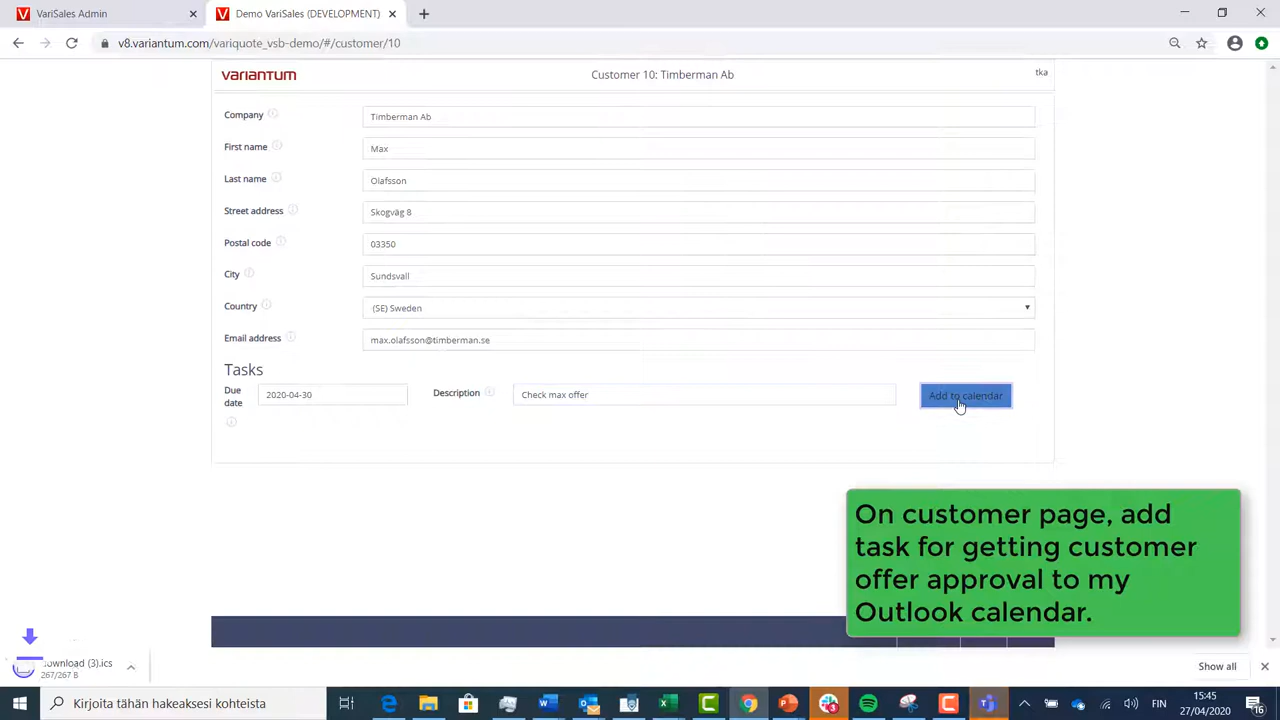 VariSales Admin
Demo VariSales (DEVELOPMENT)
v8.variantum.com/variquote_vsb-demo/#/customer/10
variantum
Customer 10: Timberman Ab
tka
Company
Timberman Ab
First name
Max
Last name
Olafsson
Street address
Skogväg 8
Postal code
03350
City
Sundsvall
Country
(SE) Sweden
Email address
max.olafsson@timberman.se
Tasks
Due
date
2020-04-30
Description
Check max offer
Add to calendar
On customer page, add
task for getting customer
offer approval to my
Outlook calendar.
download (3).ics
267/267 B
Show all
Kirjoita tähän hakeaksesi kohteista
FIN
15:45
27/04/2020
16